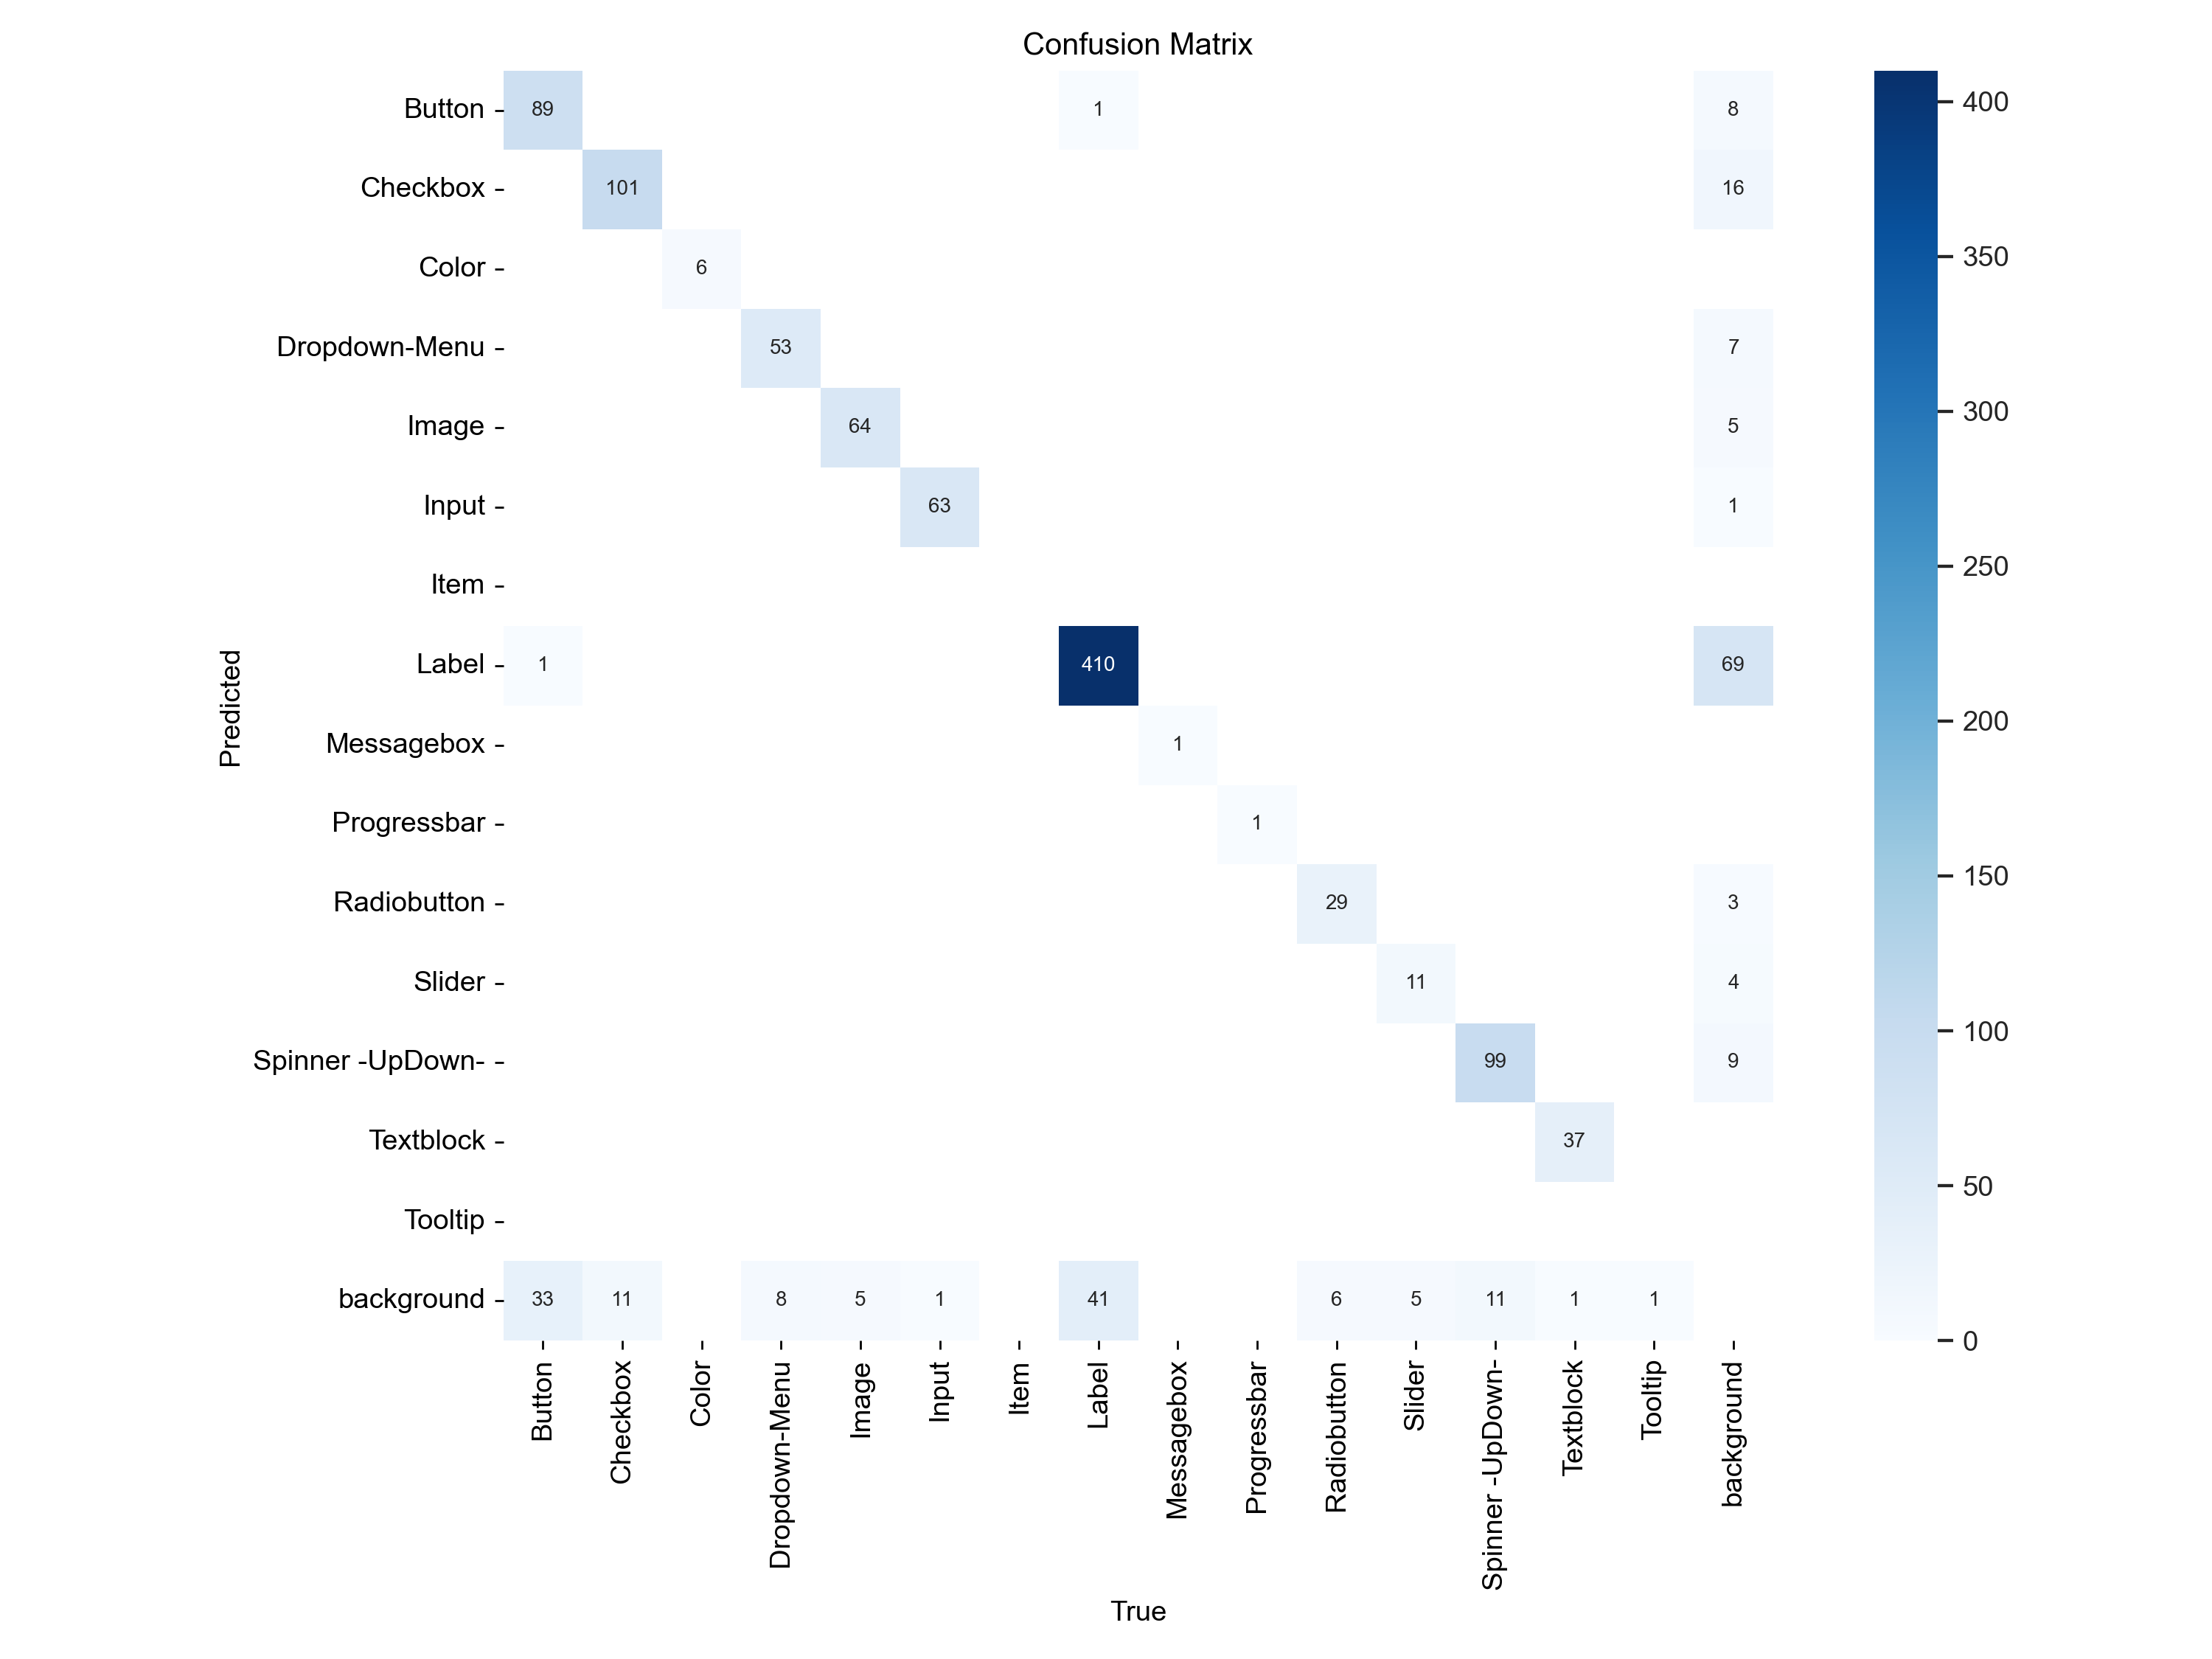 Confusion Matrix
Button 89 1 8
Checkbox 101 16
Color 6
Dropdown-Menu 53 7
Image 64 5
Input 63 1
Item
Label 1 410 69
Messagebox 1
Progressbar 1
Radiobutton 29 3
Slider 11 4
Spinner -UpDown- 99 9
Textblock 37
Tooltip
background 33 11 8 5 1 41 6 5 11 1 1
Predicted
Button
Checkbox
Color
Dropdown-Menu
Image
Input
Item
Label
Messagebox
Progressbar
Radiobutton
Slider
Spinner -UpDown-
Textblock
Tooltip
background
True
400
350
300
250
200
150
100
50
0